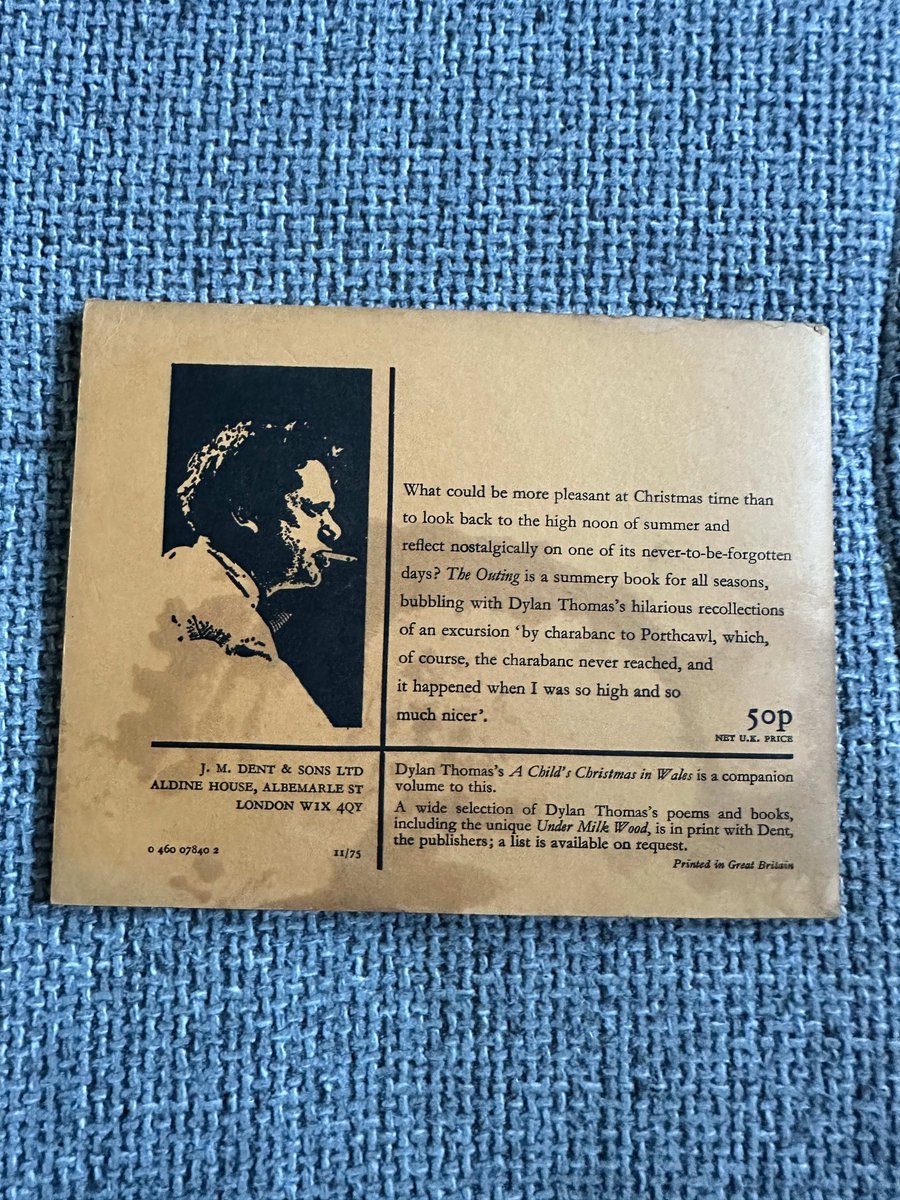 What could be more pleasant at Christmas time than
to look back to the high noon of summer and
reflect nostalgically on one of its never-to-be-forgotten
days? The Outing is a summery book for all seasons,
bubbling with Dylan Thomas's hilarious recollections
of an excursion ‘by charabanc to Porthcawl, which,
of course, the charabanc never reached, and
it happened when I was so high and so
much nicer’.
50p
NET U.K. PRICE
J. M. DENT & SONS LTD
ALDINE HOUSE, ALBEMARLE ST
LONDON W1X 4QY
0 460 07840 2
11/75
Dylan Thomas's A Child's Christmas in Wales is a companion
volume to this.
A wide selection of Dylan Thomas's poems and books,
including the unique Under Milk Wood, is in print with Dent,
the publishers; a list is available on request.
Printed in Great Britain